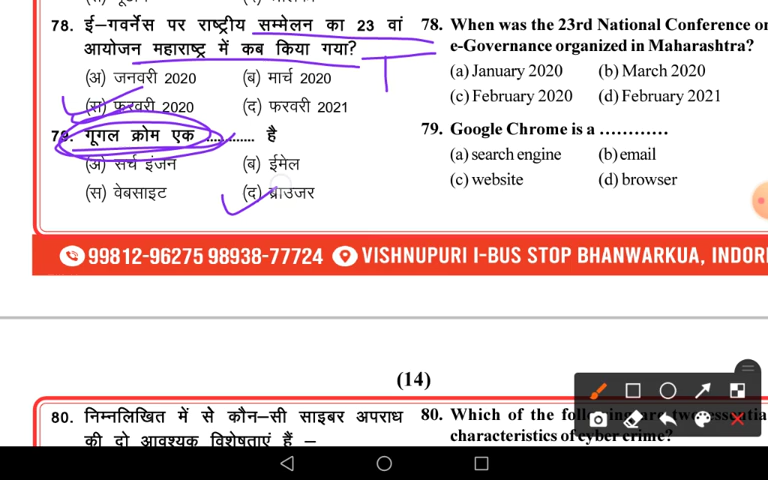 78. ई–गवर्नेंस पर राष्ट्रीय सम्मेलन का 23 वां
आयोजन महाराष्ट्र में कब किया गया?
(अ) जनवरी 2020 (ब) मार्च 2020
(स) फरवरी 2020 (द) फरवरी 2021
79. गूगल क्रोम एक .............. है
(अ) सर्च इंजन (ब) ईमेल
(स) वेबसाइट (द) ब्राउजर
78. When was the 23rd National Conference on
e-Governance organized in Maharashtra?
(a) January 2020 (b) March 2020
(c) February 2020 (d) February 2021
79. Google Chrome is a …………
(a) search engine (b) email
(c) website (d) browser
99812-96275 98938-77724 VISHNUPURI I-BUS STOP BHANWARKUA, INDOR
(14)
80. निम्नलिखित में से कौन–सी साइबर अपराध
की दो आवश्यक विशेषताएं हैं –
80. Which of the following are two essentia
characteristics of cyber crime?